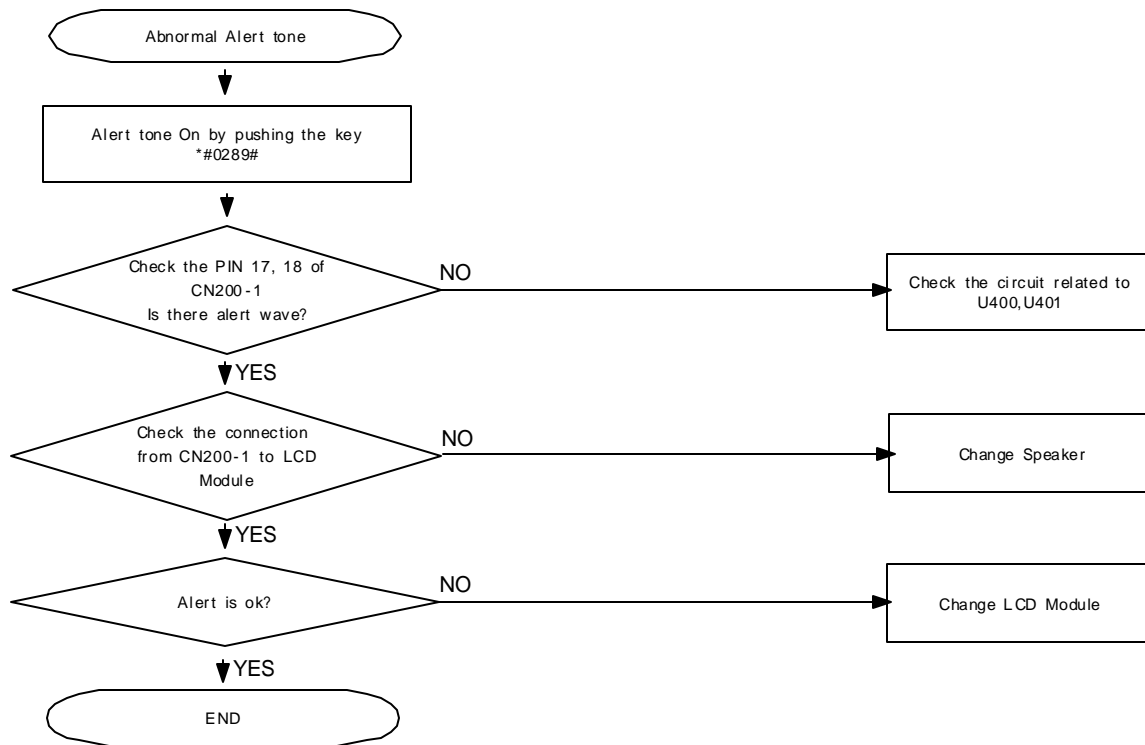 Abnormal Alert tone
Alert tone On by pushing the key
*#0289#
Check the PIN 17, 18 of
CN200-1
Is there alert wave?
NO
Check the circuit related to
U400,U401
YES
Check the connection
from CN200-1 to LCD
Module
NO
Change Speaker
YES
Alert is ok?
NO
Change LCD Module
YES
END